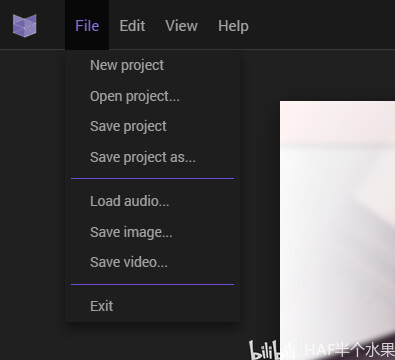 File Edit View Help
New project
Open project...
Save project
Save project as...
Load audio...
Save image...
Save video...
Exit
bilibili HAF半个水果